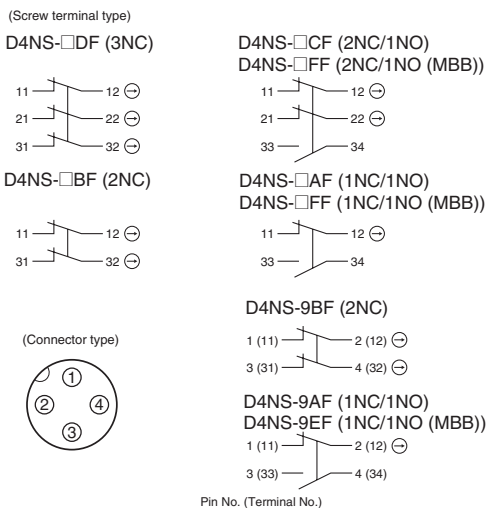 (Screw terminal type)
D4NS-□DF (3NC)
11 12 →
21 22 →
31 32 →
D4NS-□CF (2NC/1NO)
D4NS-□FF (2NC/1NO (MBB))
11 12 →
21 22 →
33 34
D4NS-□BF (2NC)
11 12 →
31 32 →
D4NS-□AF (1NC/1NO)
D4NS-□FF (1NC/1NO (MBB))
11 12 →
33 34
D4NS-9BF (2NC)
1 (11) 2 (12) →
3 (31) 4 (32) →
(Connector type)
①
② ④
③
D4NS-9AF (1NC/1NO)
D4NS-9EF (1NC/1NO (MBB))
1 (11) 2 (12) →
3 (33) 4 (34)
Pin No. (Terminal No.)